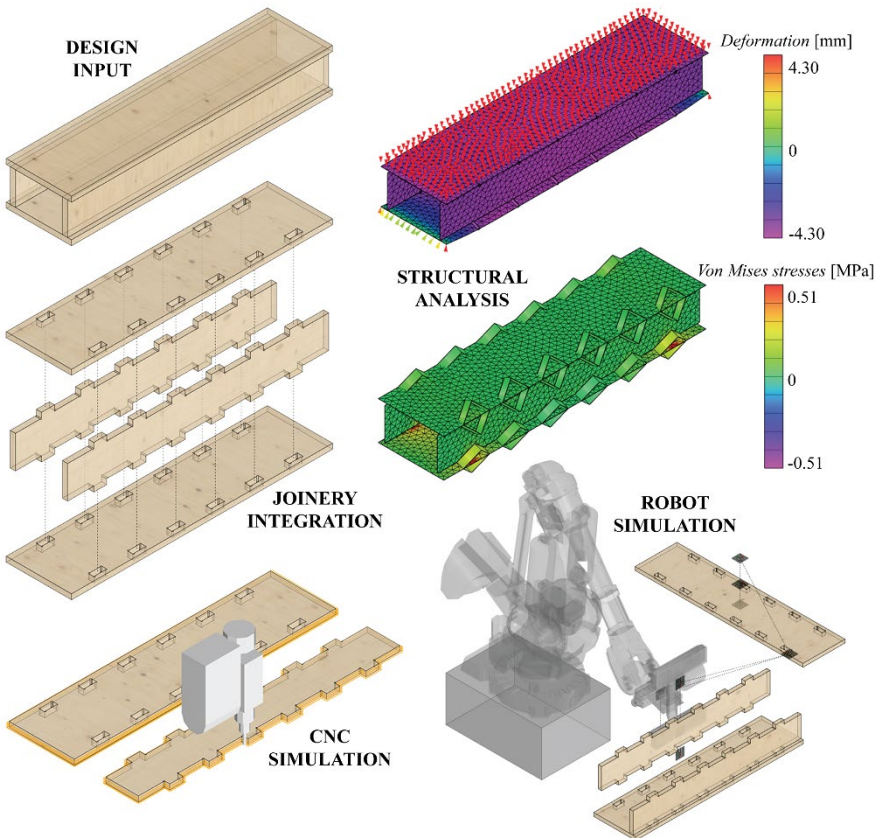 DESIGN
INPUT
Deformation [mm]
4.30
0
-4.30
STRUCTURAL
ANALYSIS
Von Mises stresses [MPa]
0.51
0
-0.51
JOINERY
INTEGRATION
ROBOT
SIMULATION
CNC
SIMULATION